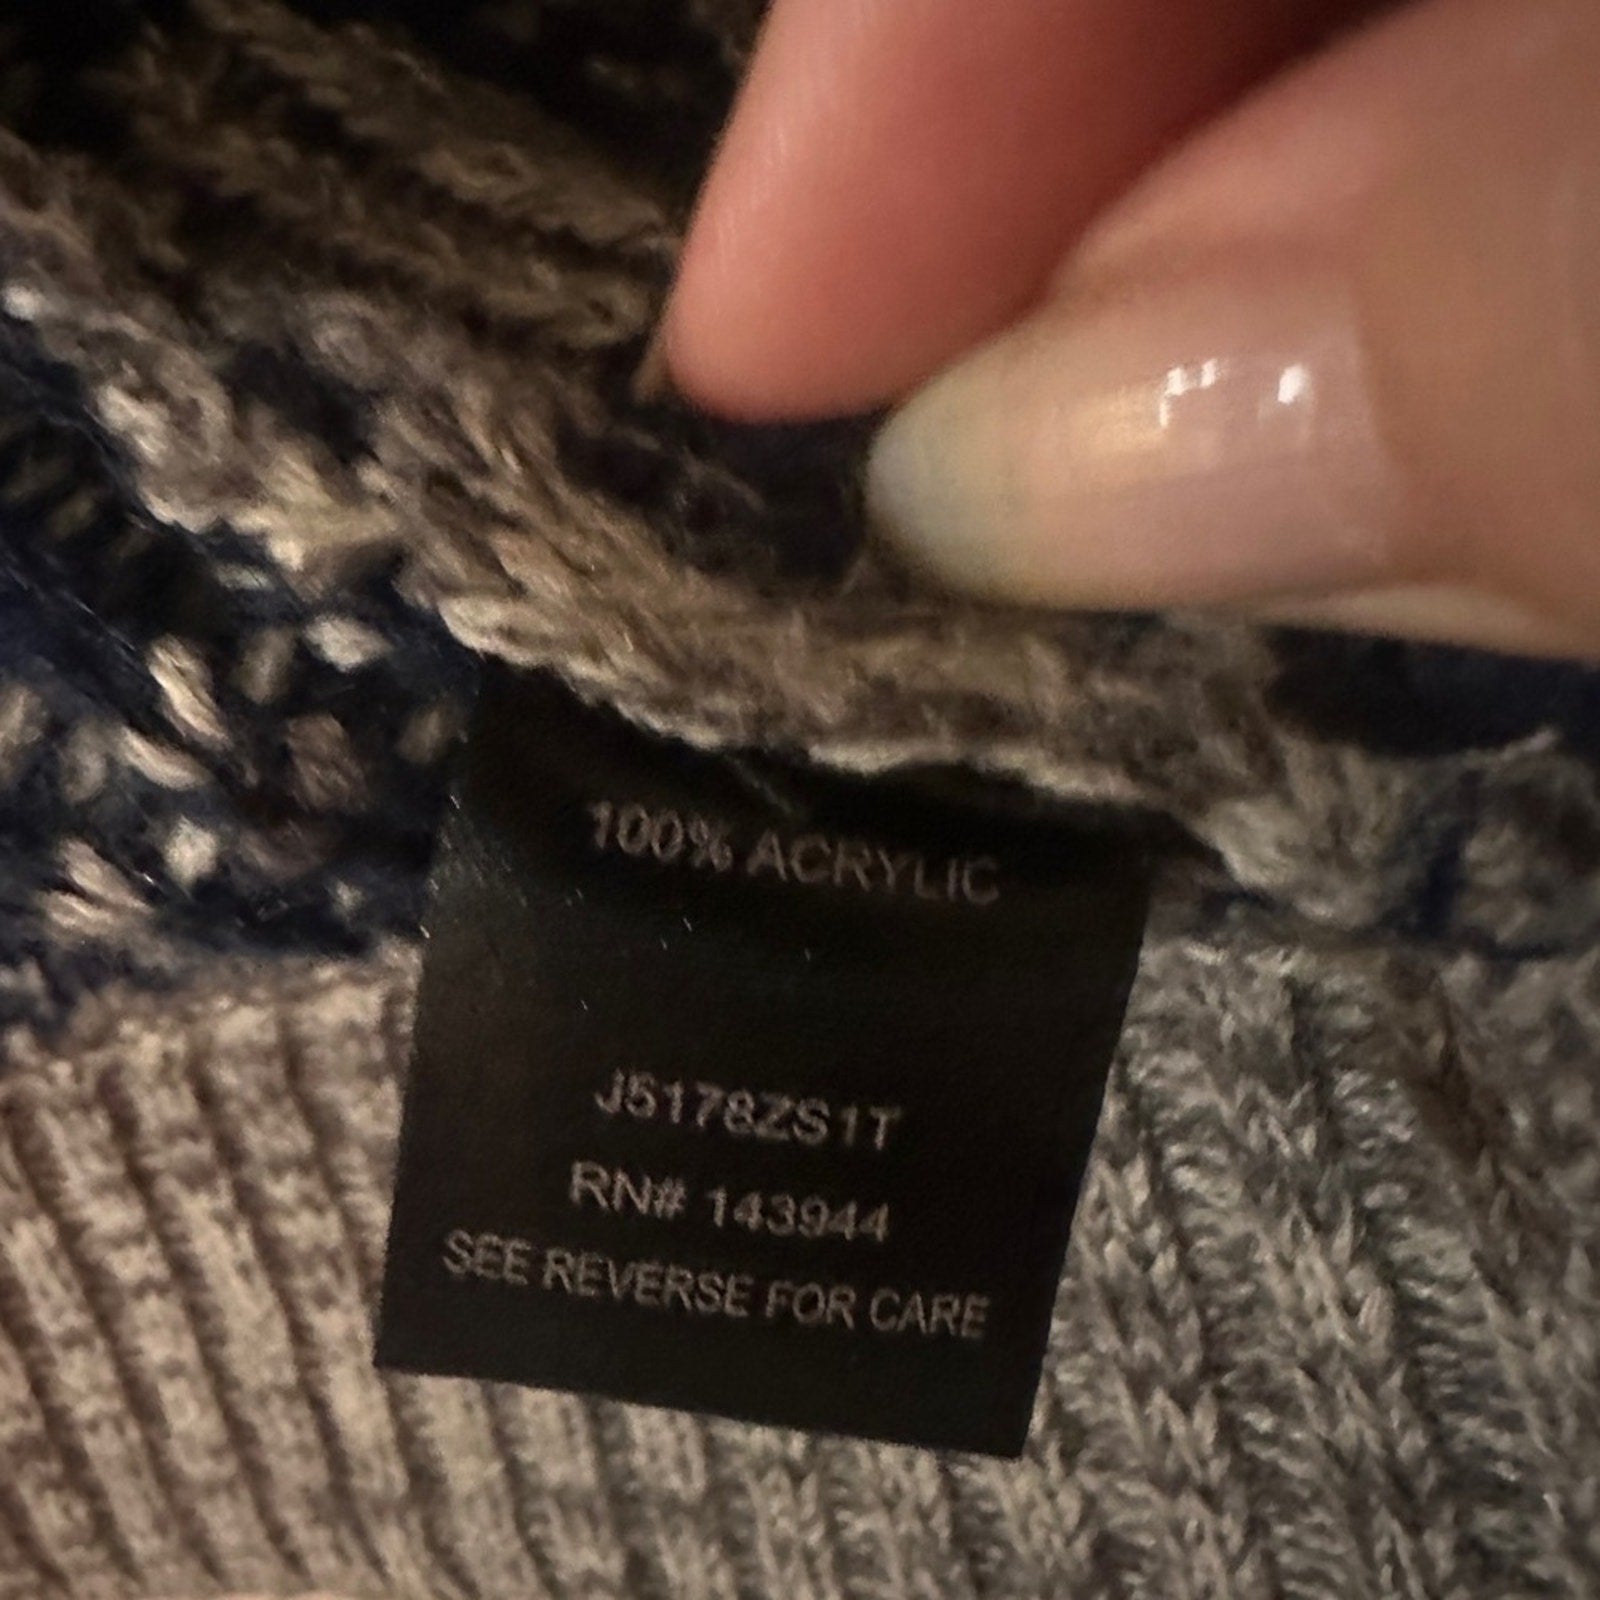 100% ACRYLIC
J5178ZS1T
RN# 143944
SEE REVERSE FOR CARE